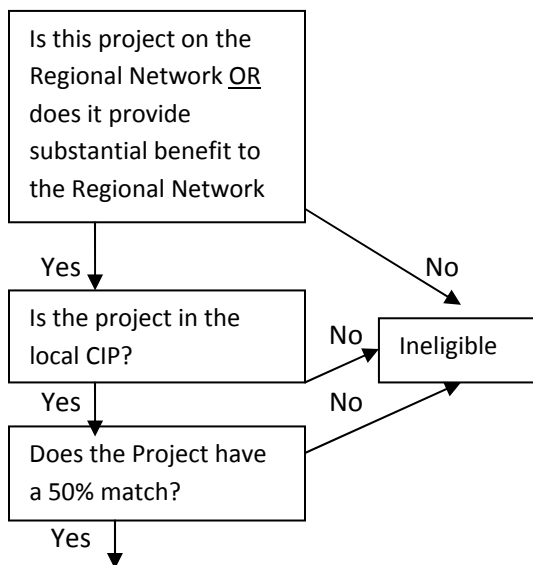 Is this project on the
Regional Network OR
does it provide
substantial benefit to
the Regional Network
Yes
No
Is the project in the
local CIP?
No
Ineligible
Yes
No
Does the Project have
a 50% match?
Yes